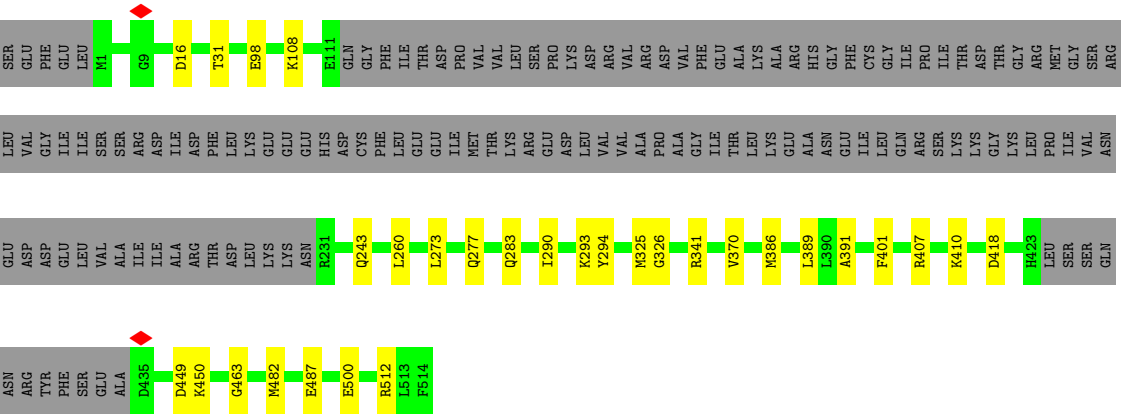 SER GLU PHE GLU LEU M1 G9 D16 T31 E98 K108 E111 GLN GLY PHE ILE THR ASP PRO VAL VAL LEU SER PRO LYS ASP ARG VAL ARG ASP VAL PHE GLU ALA LYS ALA ARG HIS GLY PHE CYS GLY ILE PRO ILE THR ASP THR GLY ARG MET GLY SER ARG
LEU VAL GLY ILE ILE SER SER ARG ASP ILE ASP PHE LEU LYS GLU GLU GLU HIS ASP CYS PHE LEU GLU GLU ILE MET THR LYS ARG GLU ASP LEU VAL VAL ALA PRO ALA GLY ILE THR LEU LYS GLU ALA ASN GLU ILE LEU GLN ARG SER LYS LYS GLY LYS LEU PRO ILE VAL ASN
GLU ASP ASP GLU LEU VAL ALA ILE ILE ALA ARG THR ASP LEU LYS LYS ASN R231 Q243 L260 L273 Q277 Q283 I290 K293 Y294 M325 G326 R341 V370 M386 L389 L390 A391 F401 R407 K410 D418 H423 LEU SER SER GLN
ASN ARG TYR PHE SER GLU ALA D435 D449 K450 G463 M482 E487 E500 R512 L513 F514